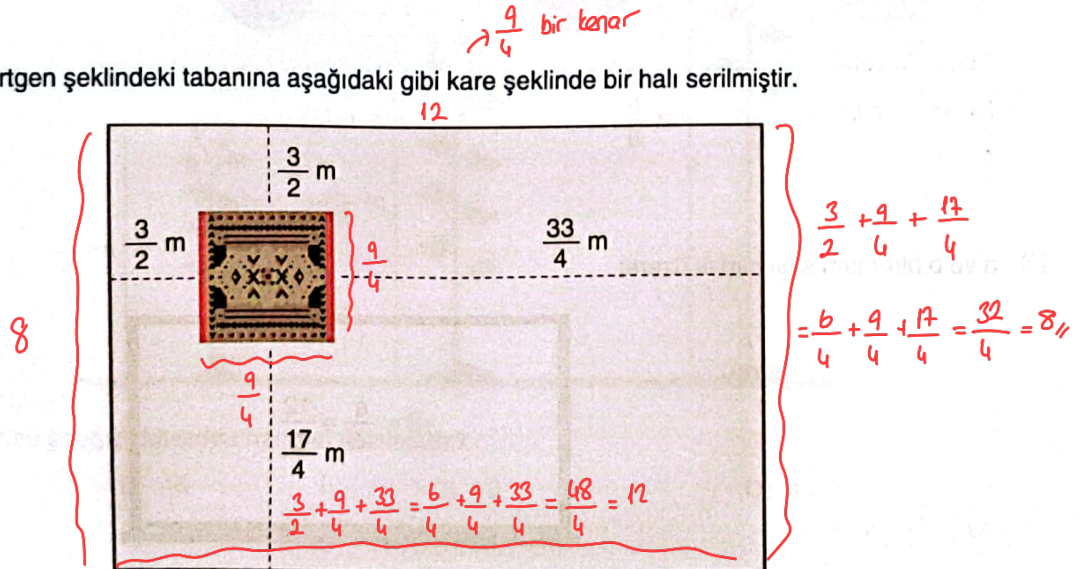 9/4 bir kenar
rtgen şeklindeki tabanına aşağıdaki gibi kare şeklinde bir halı serilmiştir.
12
3/2 m
3/2 m
33/4 m
9/4
3/2 + 9/4 + 17/4
8
= 6/4 + 9/4 + 17/4 = 32/4 = 8//
9/4
17/4 m
3/2 + 9/4 + 33/4 = 6/4 + 9/4 + 33/4 = 48/4 = 12